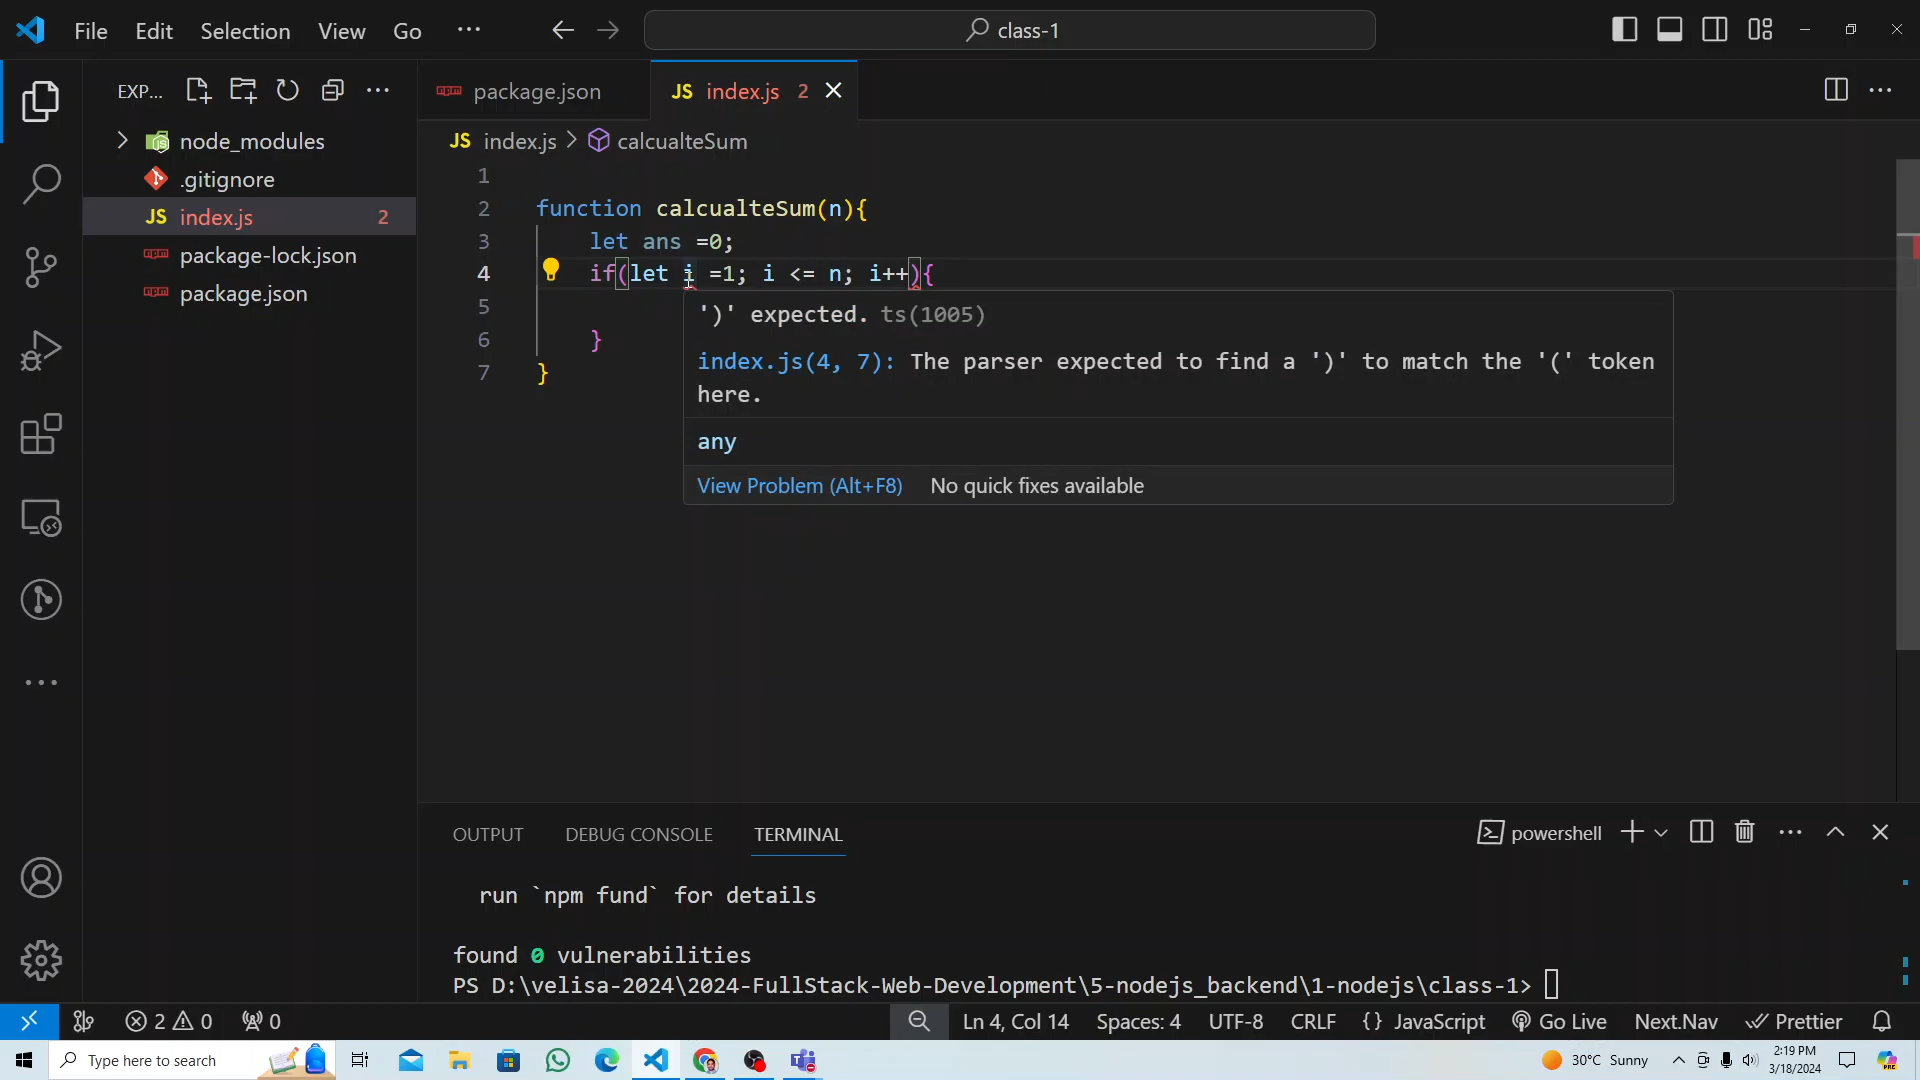 File Edit Selection View Go ··· class-1
EXP... package.json JS index.js 2
node_modules
.gitignore
JS index.js 2
package-lock.json
package.json
JS index.js > calcualteSum
1
2 function calcualteSum(n){
3 let ans =0;
4 if(let i =1; i <= n; i++){
5
6 }
7 }
')' expected. ts(1005)
index.js(4, 7): The parser expected to find a ')' to match the '(' token
here.
any
View Problem (Alt+F8) No quick fixes available
OUTPUT DEBUG CONSOLE TERMINAL powershell
run `npm fund` for details
found 0 vulnerabilities
PS D:\velisa-2024\2024-FullStack-Web-Development\5-nodejs_backend\1-nodejs\class-1>
2 0 0 Ln 4, Col 14 Spaces: 4 UTF-8 CRLF {} JavaScript Go Live Next.Nav Prettier
Type here to search 30°C Sunny 2:19 PM
3/18/2024